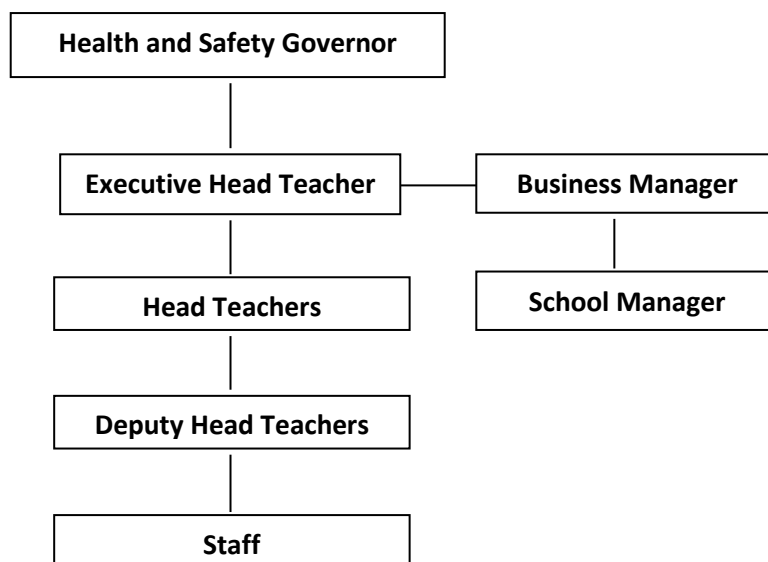 Health and Safety Governor
Executive Head Teacher
Business Manager
Head Teachers
School Manager
Deputy Head Teachers
Staff